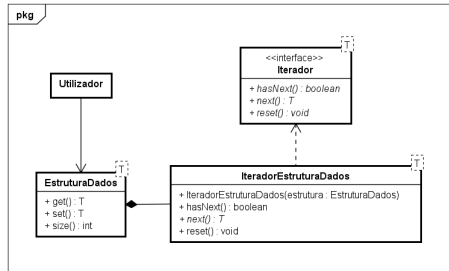 pkg
T
<<interface>>
Iterador
+ hasNext() : boolean
+ next() : T
+ reset() : void
Utilizador
T
EstruturaDados
+ get() : T
+ set() : T
+ size() : int
T
IteradorEstruturaDados
+ IteradorEstruturaDados(estrutura : EstruturaDados)
+ hasNext() : boolean
+ next() : T
+ reset() : void